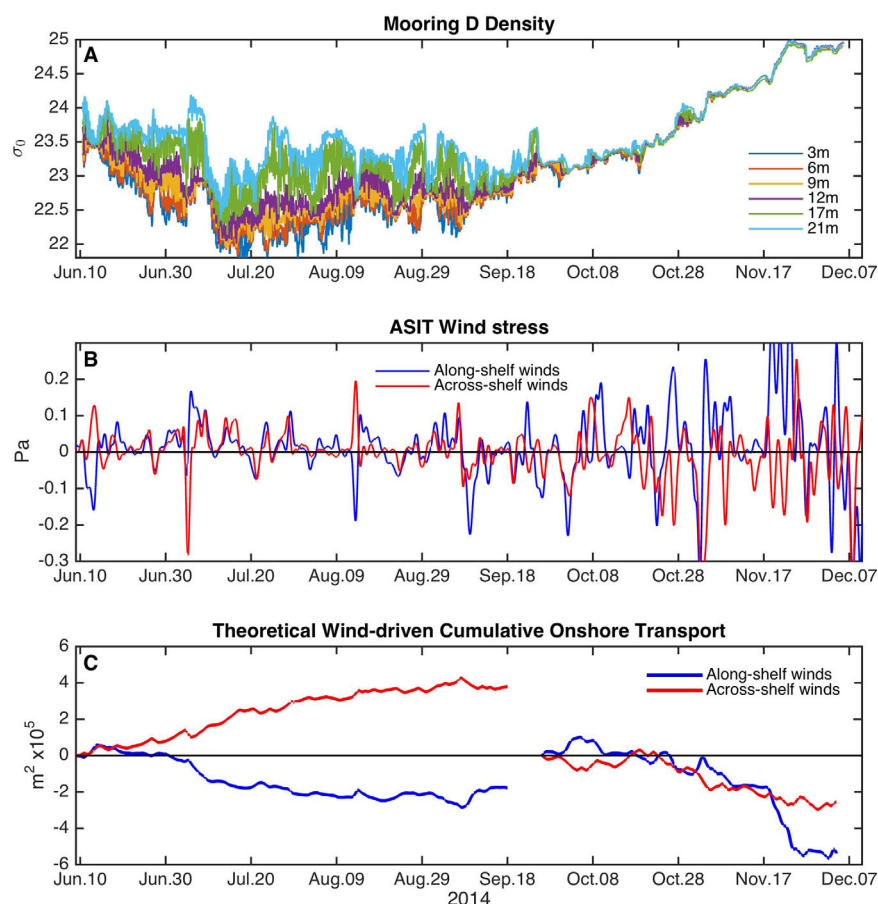 Mooring D Density
A
25
24.5
24
23.5
23
22.5
22
σ0
3m
6m
9m
12m
17m
21m
Jun.10 Jun.30 Jul.20 Aug.09 Aug.29 Sep.18 Oct.08 Oct.28 Nov.17 Dec.07
ASIT Wind stress
B
0.2
0.1
0
-0.1
-0.2
-0.3
Pa
Along-shelf winds
Across-shelf winds
Jun.10 Jun.30 Jul.20 Aug.09 Aug.29 Sep.18 Oct.08 Oct.28 Nov.17 Dec.07
Theoretical Wind-driven Cumulative Onshore Transport
C
6
4
2
0
-2
-4
-6
m² x10⁵
Along-shelf winds
Across-shelf winds
Jun.10 Jun.30 Jul.20 Aug.09 Aug.29 Sep.18 Oct.08 Oct.28 Nov.17 Dec.07
2014